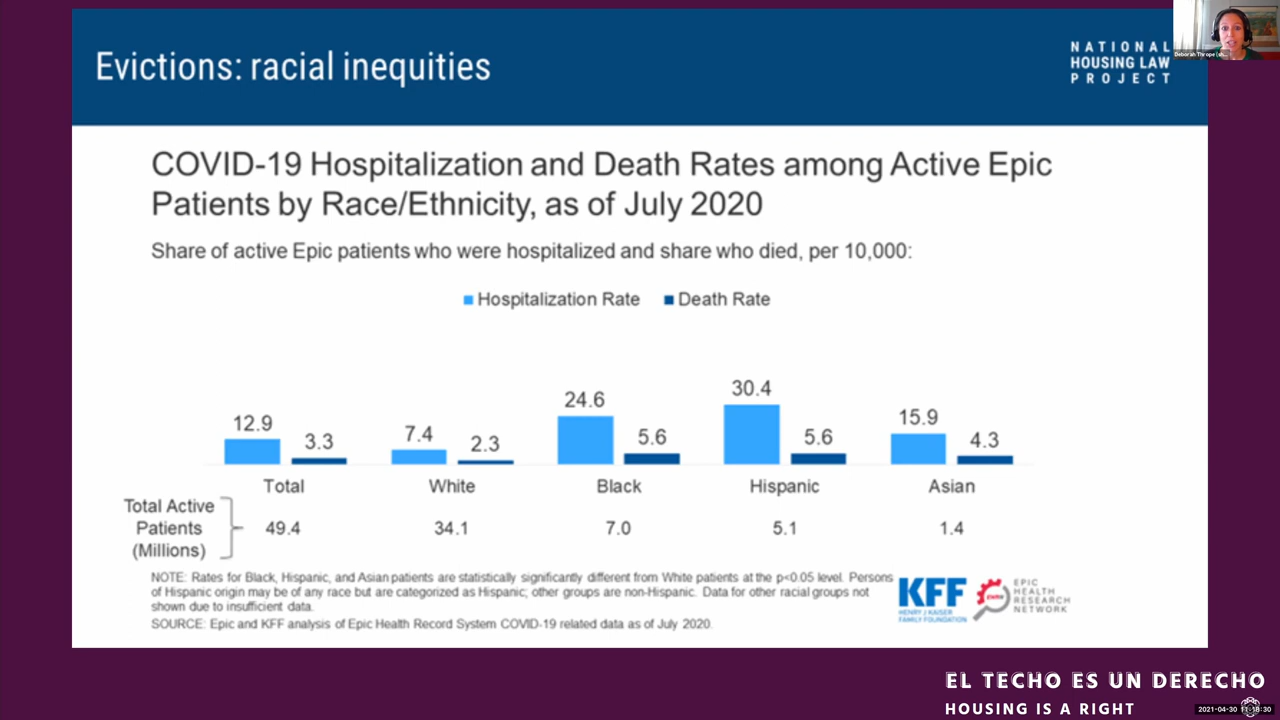 Evictions: racial inequities
NATIONAL
HOUSING LAW
PROJECT
Deborah Thrope
COVID-19 Hospitalization and Death Rates among Active Epic
Patients by Race/Ethnicity, as of July 2020
Share of active Epic patients who were hospitalized and share who died, per 10,000:
Hospitalization Rate Death Rate
12.9 3.3 7.4 2.3 24.6 5.6 30.4 5.6 15.9 4.3
Total White Black Hispanic Asian
Total Active
Patients
(Millions)
49.4 34.1 7.0 5.1 1.4
NOTE: Rates for Black, Hispanic, and Asian patients are statistically significantly different from White patients at the p<0.05 level. Persons
of Hispanic origin may be of any race but are categorized as Hispanic; other groups are non-Hispanic. Data for other racial groups not
shown due to insufficient data.
SOURCE: Epic and KFF analysis of Epic Health Record System COVID-19 related data as of July 2020.
KFF
HENRY J KAISER
FAMILY FOUNDATION
EPIC
HEALTH
RESEARCH
NETWORK
EL TECHO ES UN DERECHO
HOUSING IS A RIGHT
2021-04-30 11:18:30